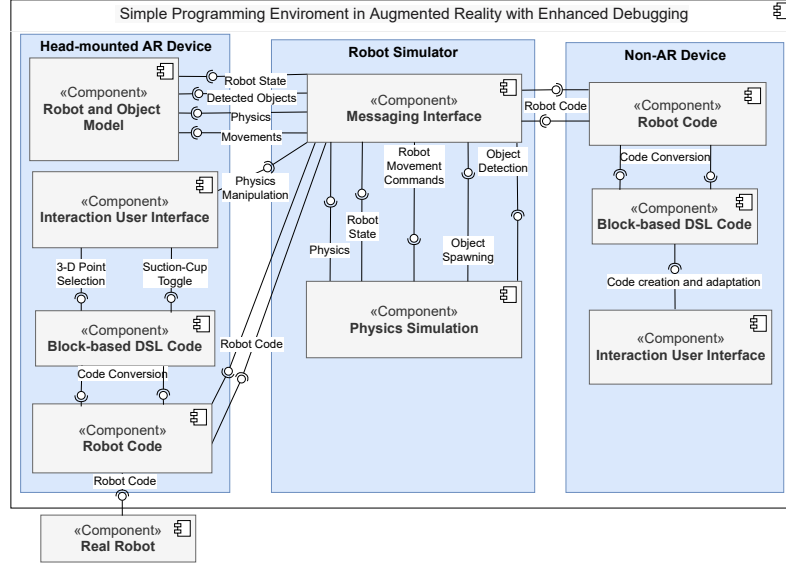 Simple Programming Enviroment in Augmented Reality with Enhanced Debugging
Head-mounted AR Device
«Component»
Robot and Object
Model
Robot State
Detected Objects
Physics
Movements
Physics
Manipulation
«Component»
Interaction User Interface
3-D Point
Selection
Suction-Cup
Toggle
«Component»
Block-based DSL Code
Code Conversion
«Component»
Robot Code
Robot Code
Robot Code
«Component»
Real Robot
Robot Simulator
«Component»
Messaging Interface
Physics
Robot
State
Robot
Movement
Commands
Object
Spawning
Object
Detection
«Component»
Physics Simulation
Robot Code
Non-AR Device
«Component»
Robot Code
Code Conversion
«Component»
Block-based DSL Code
Code creation and adaptation
«Component»
Interaction User Interface